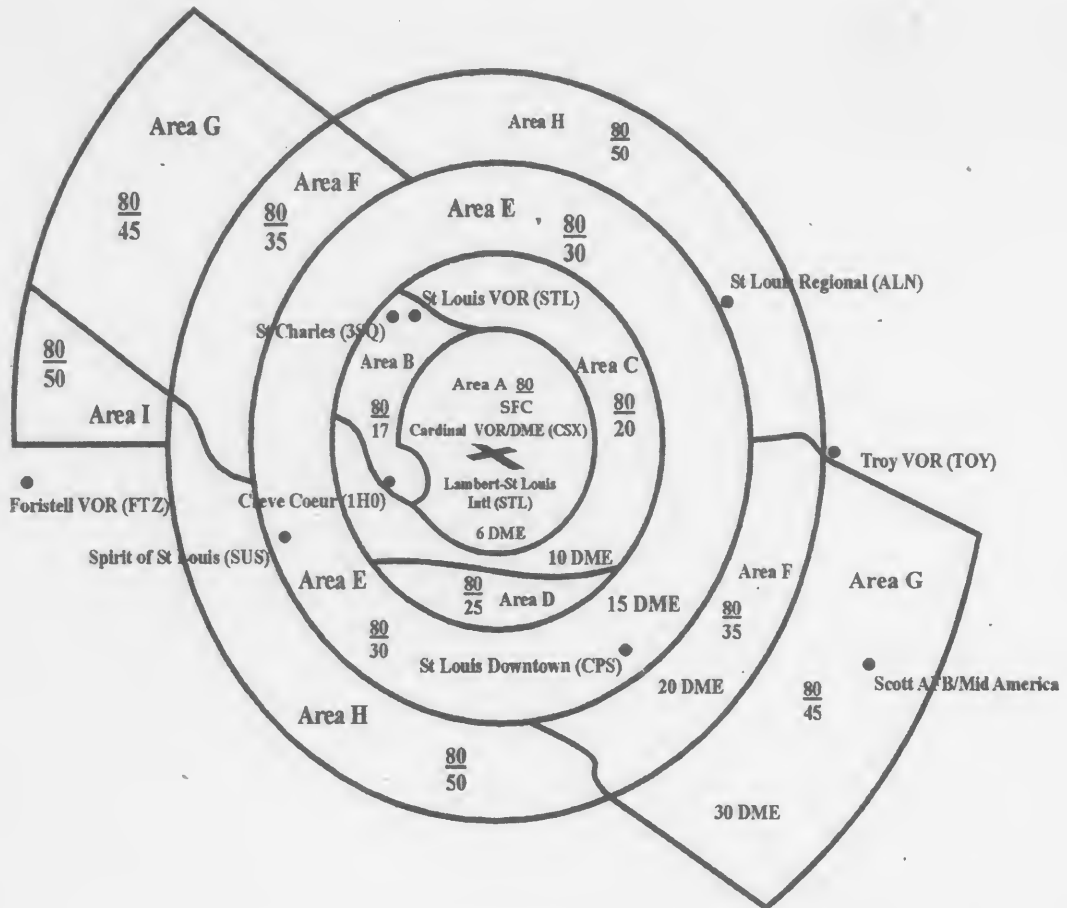 Area G
80
45
Area H
80
50
Area F
80
35
Area E
80
30
St Louis VOR (STL)
St Charles (3SQ)
St Louis Regional (ALN)
Area B
80
17
Area A 80
SFC
Cardinal VOR/DME (CSX)
Area C
80
20
80
50
Area I
Lambert-St Louis
Intl (STL)
Troy VOR (TOY)
Foristell VOR (FTZ)
Creve Coeur (1H0)
6 DME
Spirit of St Louis (SUS)
10 DME
Area E
80
30
80
25
Area D
15 DME
Area F
80
35
Area G
St Louis Downtown (CPS)
20 DME
Scott AFB/Mid America
80
45
Area H
80
50
30 DME